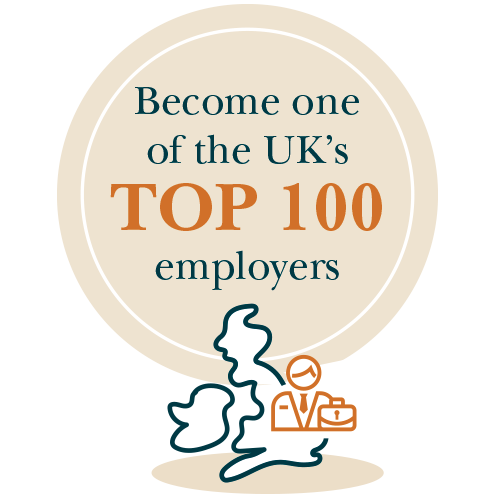 Become one
of the UK’s
TOP 100
employers